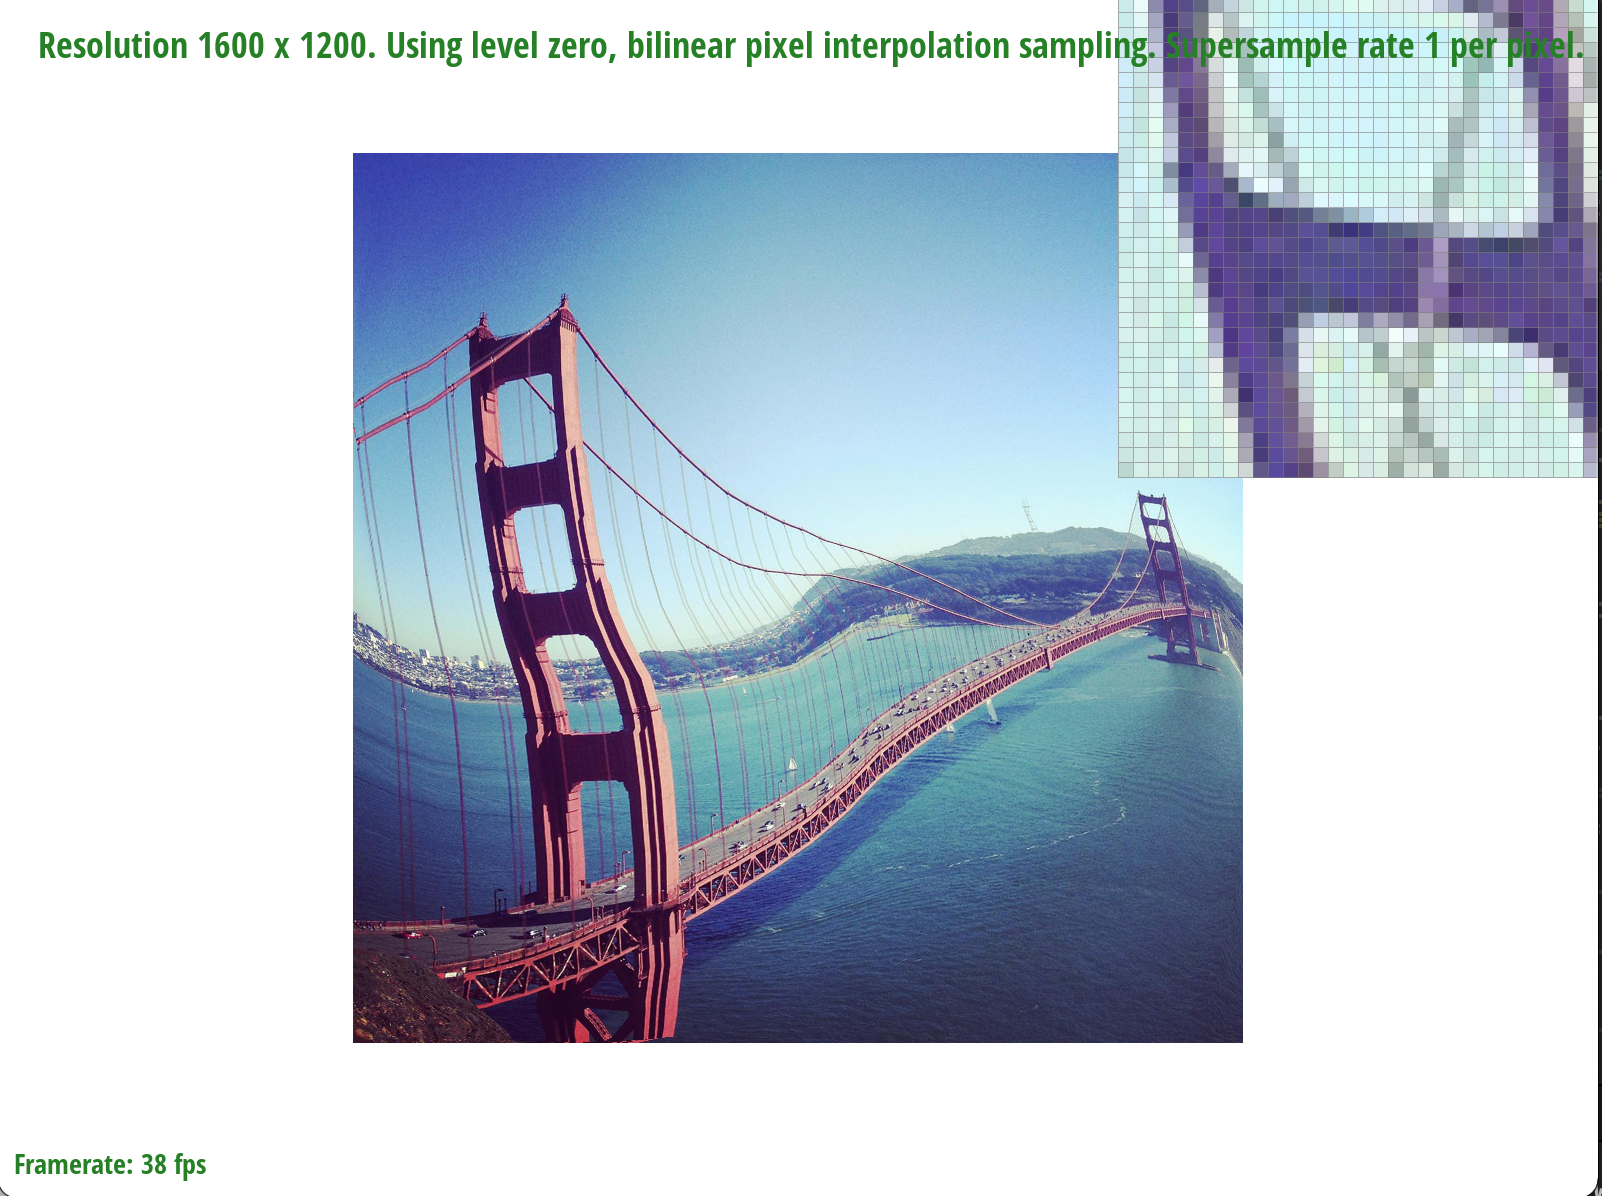 Resolution 1600 x 1200. Using level zero, bilinear pixel interpolation sampling. Supersample rate 1 per pixel.
Framerate: 38 fps